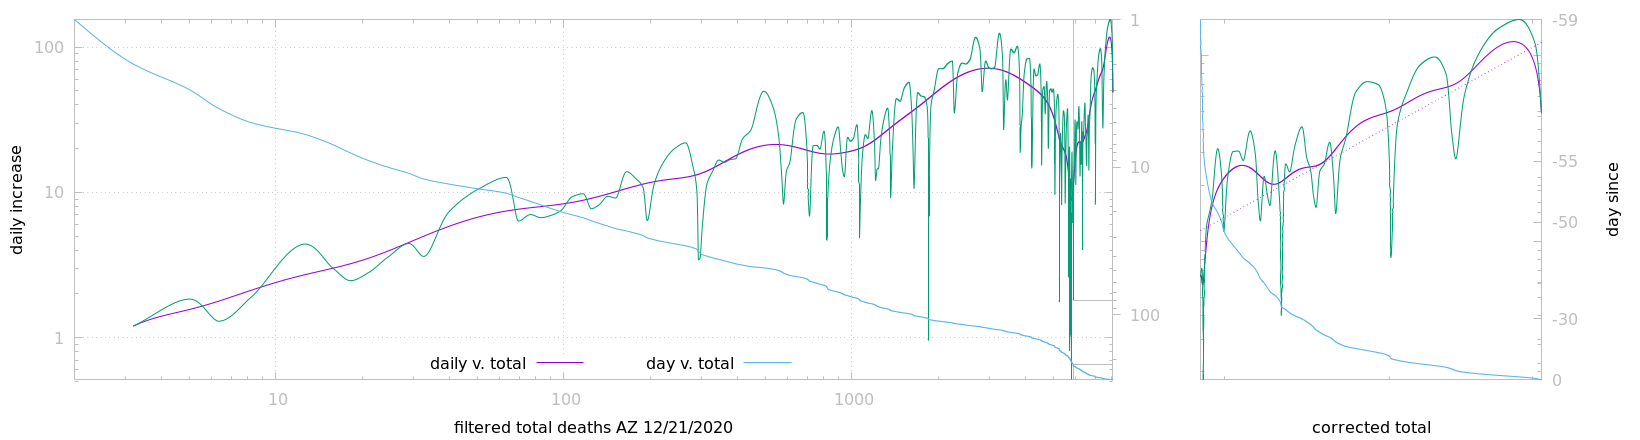 daily increase
100
10
1
10
100
1000
1
10
100
daily v. total
day v. total
filtered total deaths AZ 12/21/2020
-59
-55
-50
-30
0
day since
corrected total